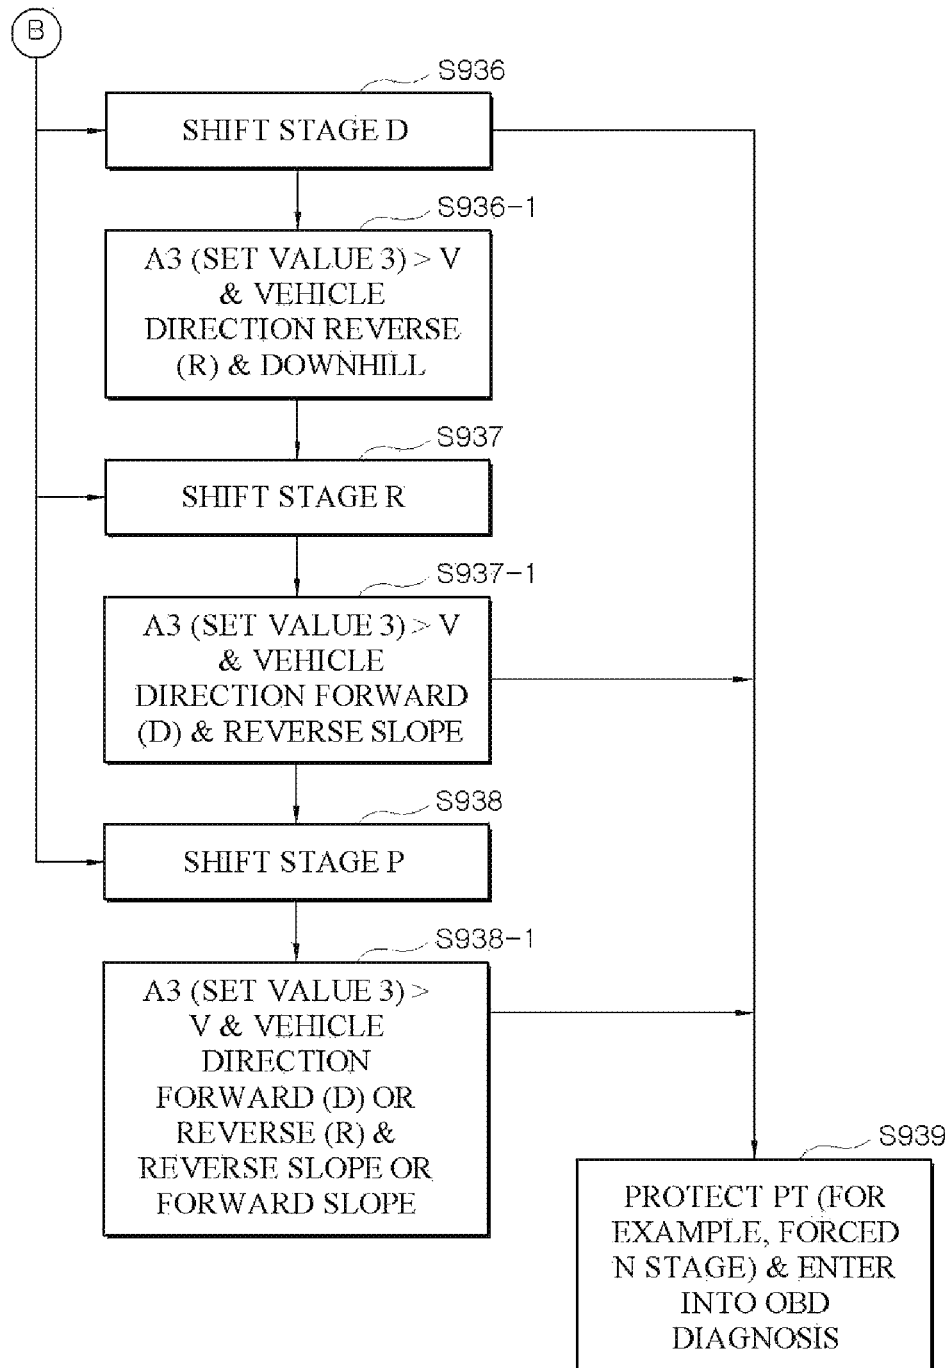 B
S936
SHIFT STAGE D
S936-1
A3 (SET VALUE 3) > V
& VEHICLE
DIRECTION REVERSE
(R) & DOWNHILL
S937
SHIFT STAGE R
S937-1
A3 (SET VALUE 3) > V
& VEHICLE
DIRECTION FORWARD
(D) & REVERSE SLOPE
S938
SHIFT STAGE P
S938-1
A3 (SET VALUE 3) >
V & VEHICLE
DIRECTION
FORWARD (D) OR
REVERSE (R) &
REVERSE SLOPE OR
FORWARD SLOPE
S939
PROTECT PT (FOR
EXAMPLE, FORCED
N STAGE) & ENTER
INTO OBD
DIAGNOSIS